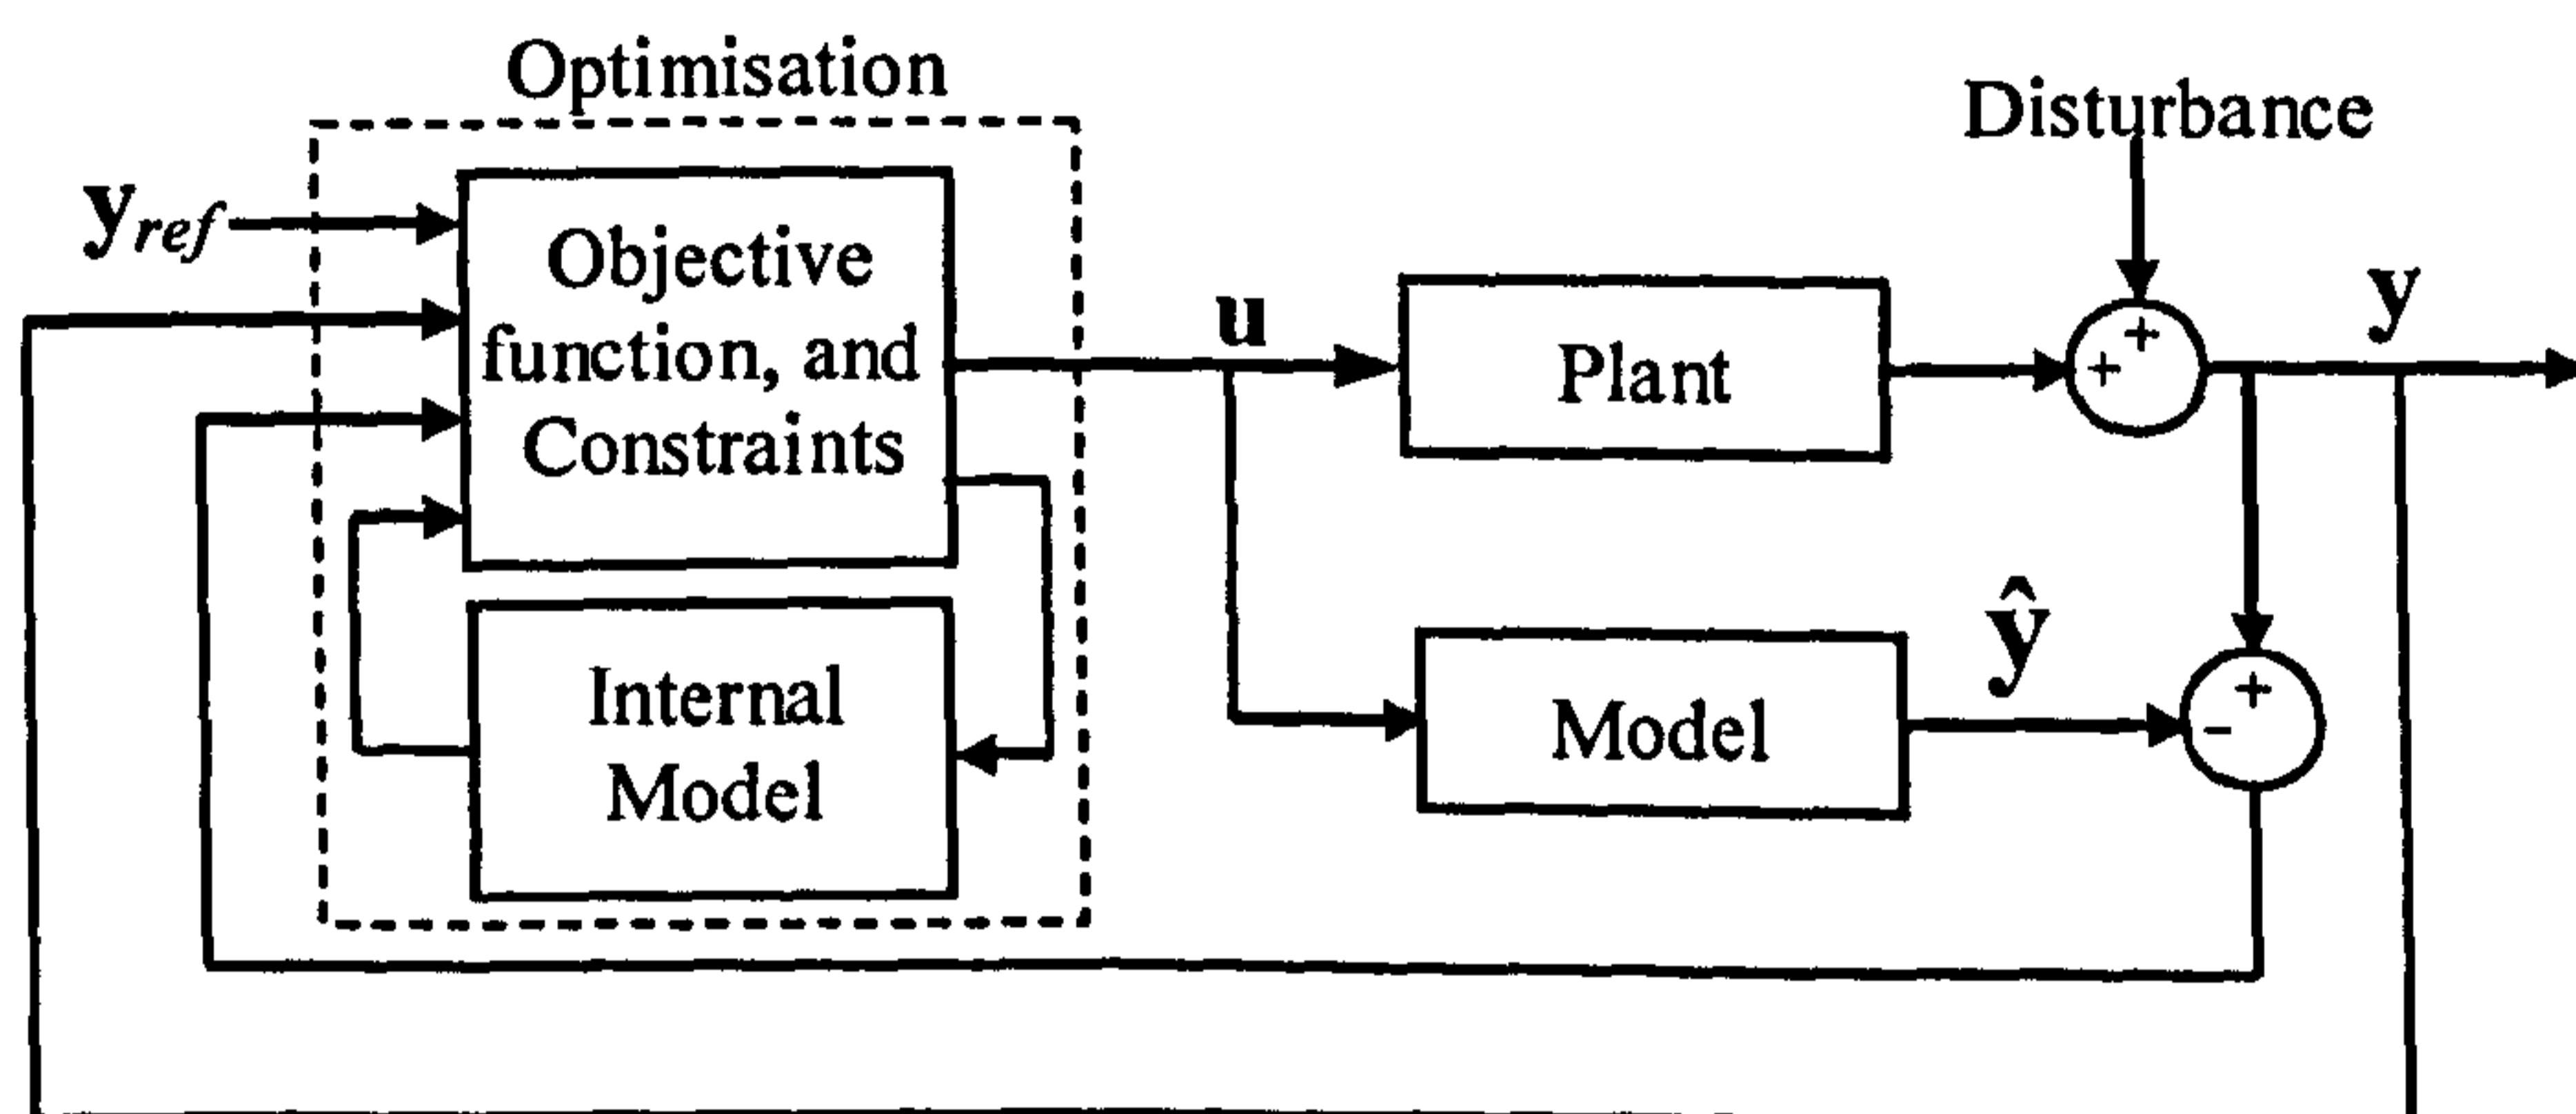 Optimisation
Disturbance
y_ref
Objective
function, and
Constraints
u
Plant
+
+
y
Internal
Model
Model
ŷ
+
-